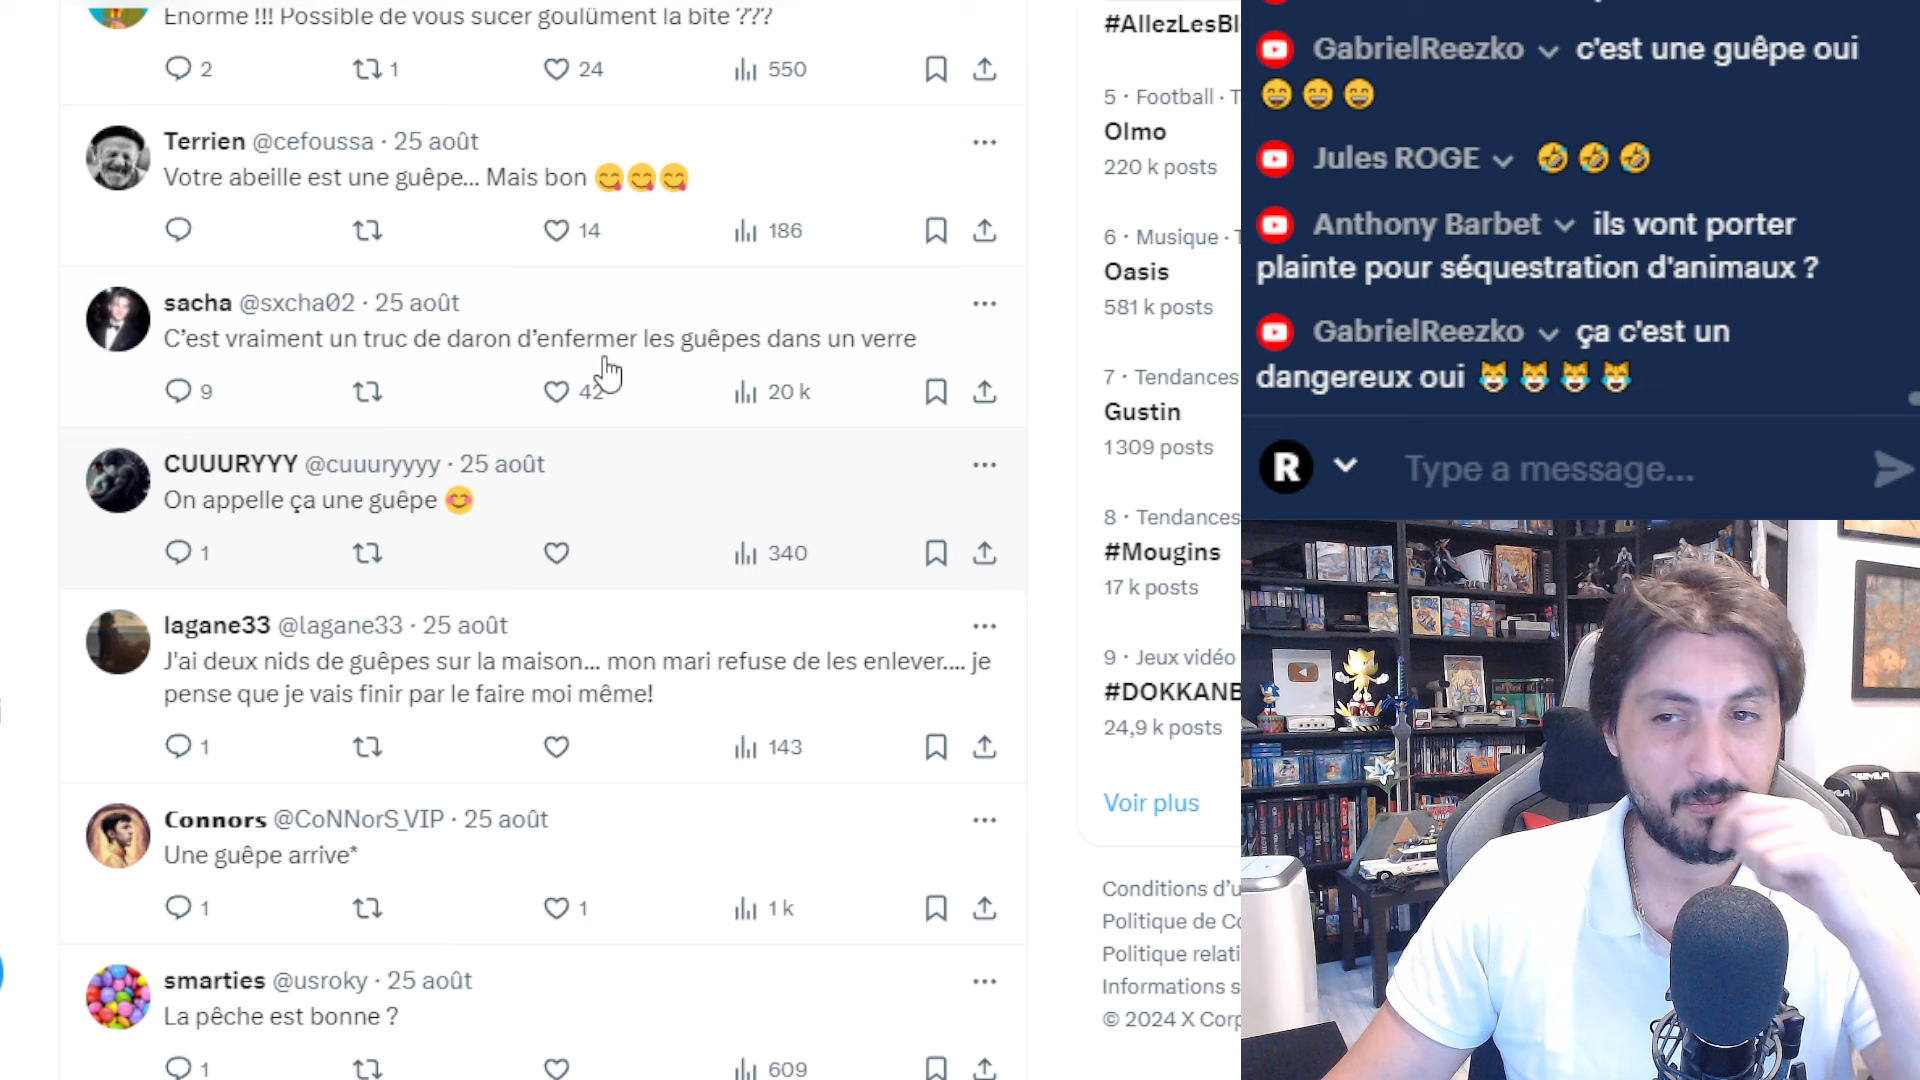 Enorme !!! Possible de vous sucer goulûment la bite ???
2 1 24 550
Terrien @cefoussa · 25 août
Votre abeille est une guêpe... Mais bon 😋😋😋
14 186
sacha @sxcha02 · 25 août
C'est vraiment un truc de daron d'enfermer les guêpes dans un verre
9 42 20 k
CUUURYYY @cuuuryyyy · 25 août
On appelle ça une guêpe 😊
1 340
lagane33 @lagane33 · 25 août
J'ai deux nids de guêpes sur la maison... mon mari refuse de les enlever.... je
pense que je vais finir par le faire moi même!
1 143
Connors @CoNNorS_VIP · 25 août
Une guêpe arrive*
1 1 1 k
smarties @usroky · 25 août
La pêche est bonne ?
1 609
#AllezLesBl
5 · Football · T
Olmo
220 k posts
6 · Musique · T
Oasis
581 k posts
7 · Tendances
Gustin
1309 posts
8 · Tendances
#Mougins
17 k posts
9 · Jeux vidéo
#DOKKANB
24,9 k posts
Voir plus
Conditions d'u
Politique de Co
Politique relati
Informations s
© 2024 X Corp
GabrielReezko c'est une guêpe oui
😄 😄 😄
Jules ROGE 🤣 🤣 🤣
Anthony Barbet ils vont porter
plainte pour séquestration d'animaux ?
GabrielReezko ça c'est un
dangereux oui 😹 😹 😹 😹
R Type a message...